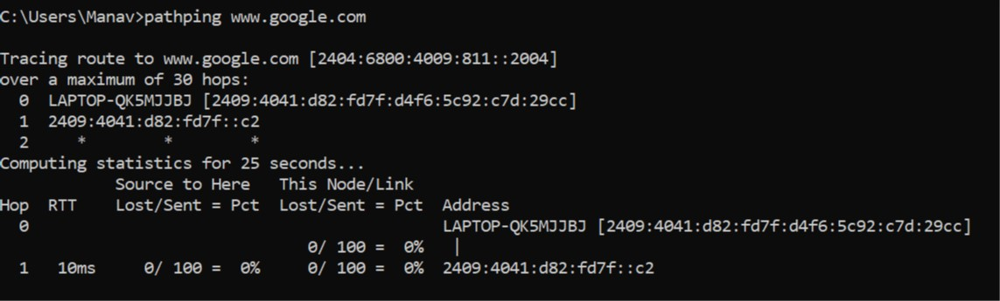 C:\Users\Manav>pathping www.google.com
Tracing route to www.google.com [2404:6800:4009:811::2004]
over a maximum of 30 hops:
  0  LAPTOP-QK5MJJBJ [2409:4041:d82:fd7f:d4f6:5c92:c7d:29cc]
  1  2409:4041:d82:fd7f::c2
  2     *        *        *
Computing statistics for 25 seconds...
            Source to Here   This Node/Link
Hop  RTT    Lost/Sent = Pct  Lost/Sent = Pct  Address
  0                                           LAPTOP-QK5MJJBJ [2409:4041:d82:fd7f:d4f6:5c92:c7d:29cc]
                                0/ 100 =  0%   |
  1   10ms     0/ 100 =  0%     0/ 100 =  0%  2409:4041:d82:fd7f::c2